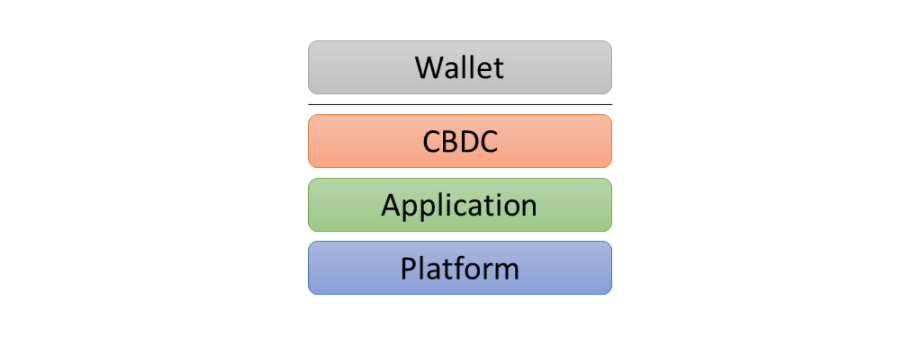 Wallet
CBDC
Application
Platform